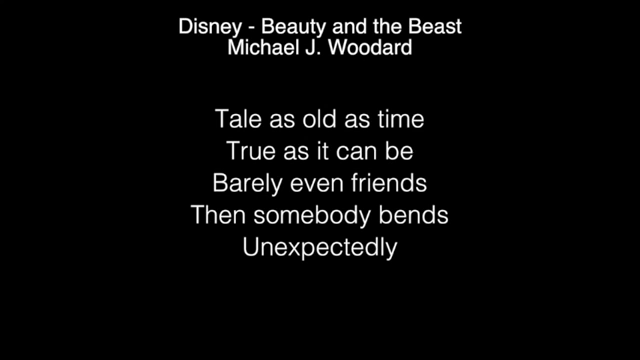 Disney - Beauty and the Beast
Michael J. Woodard
Tale as old as time
True as it can be
Barely even friends
Then somebody bends
Unexpectedly